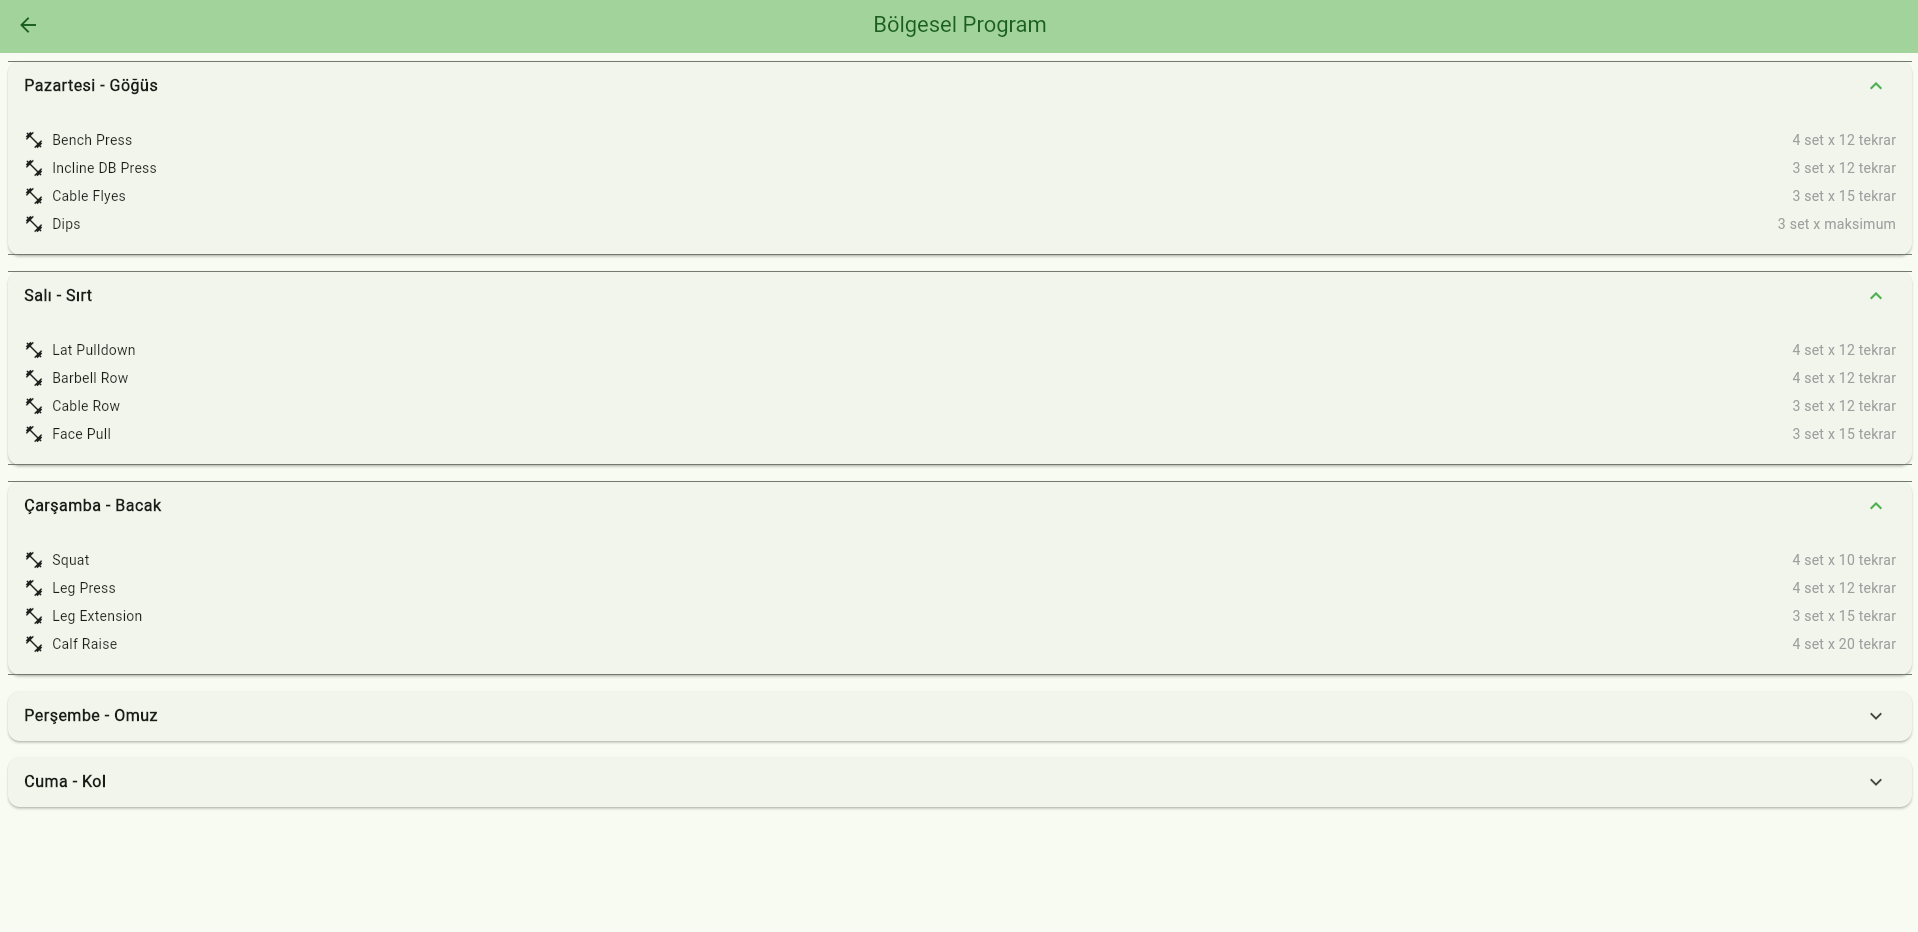 Bölgesel Program
Pazartesi - Göğüs
Bench Press 4 set x 12 tekrar
Incline DB Press 3 set x 12 tekrar
Cable Flyes 3 set x 15 tekrar
Dips 3 set x maksimum
Salı - Sırt
Lat Pulldown 4 set x 12 tekrar
Barbell Row 4 set x 12 tekrar
Cable Row 3 set x 12 tekrar
Face Pull 3 set x 15 tekrar
Çarşamba - Bacak
Squat 4 set x 10 tekrar
Leg Press 4 set x 12 tekrar
Leg Extension 3 set x 15 tekrar
Calf Raise 4 set x 20 tekrar
Perşembe - Omuz
Cuma - Kol